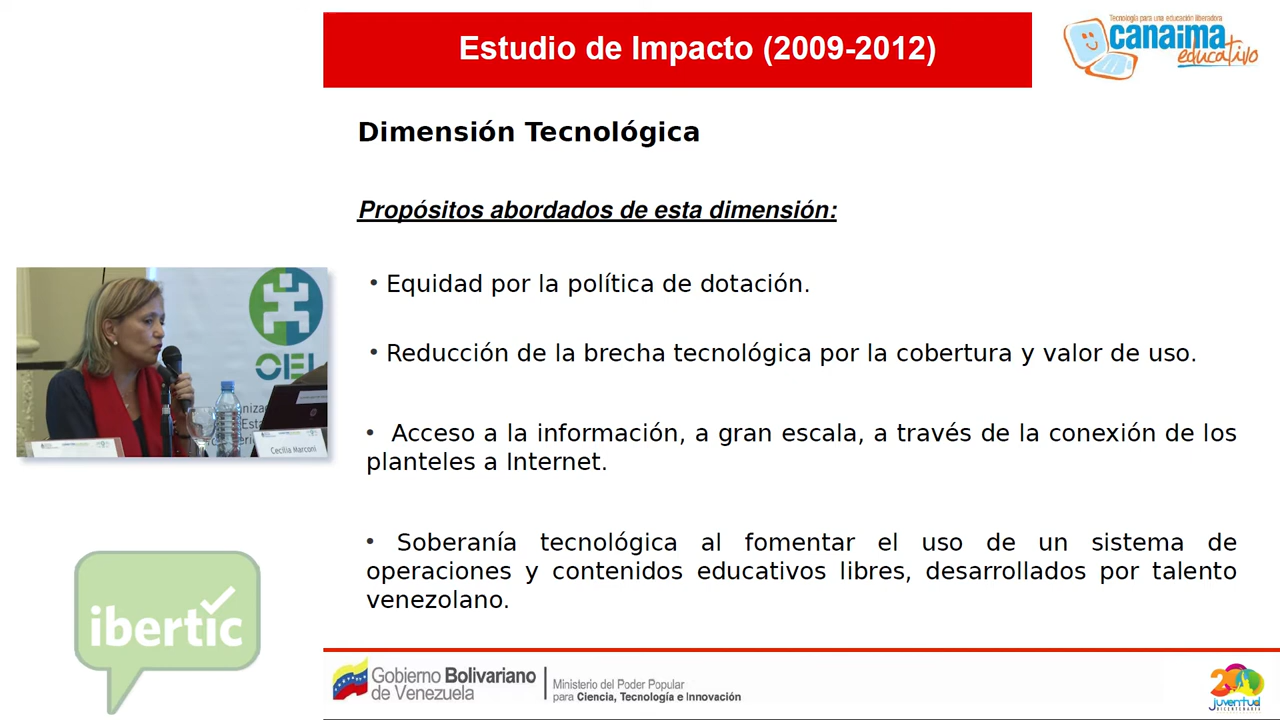 Estudio de Impacto (2009-2012)
Tecnología para una educación liberadora
canaima
educativo
Dimensión Tecnológica
Propósitos abordados de esta dimensión:
• Equidad por la política de dotación.
• Reducción de la brecha tecnológica por la cobertura y valor de uso.
• Acceso a la información, a gran escala, a través de la conexión de los
planteles a Internet.
• Soberanía tecnológica al fomentar el uso de un sistema de
operaciones y contenidos educativos libres, desarrollados por talento
venezolano.
OEI
Cecilia Marconi
ibertic
Gobierno Bolivariano
de Venezuela
Ministerio del Poder Popular
para Ciencia, Tecnología e Innovación
200
juventud
BICENTENARIA